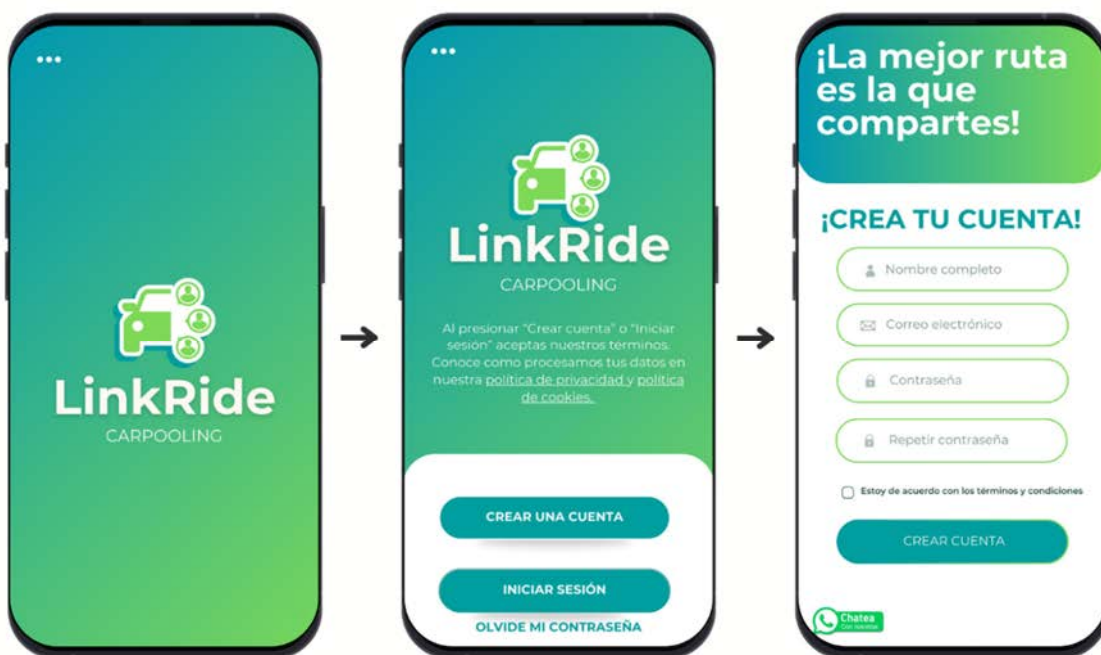 LinkRide
CARPOOLING
LinkRide
CARPOOLING
Al presionar "Crear cuenta" o "Iniciar
sesión" aceptas nuestros términos.
Conoce como procesamos tus datos en
nuestra política de privacidad y política
de cookies.
CREAR UNA CUENTA
INICIAR SESIÓN
OLVIDE MI CONTRASEÑA
¡La mejor ruta
es la que
compartes!
¡CREA TU CUENTA!
Nombre completo
Correo electrónico
Contraseña
Repetir contraseña
Estoy de acuerdo con los términos y condiciones
CREAR CUENTA
Chatea
Con nosotros